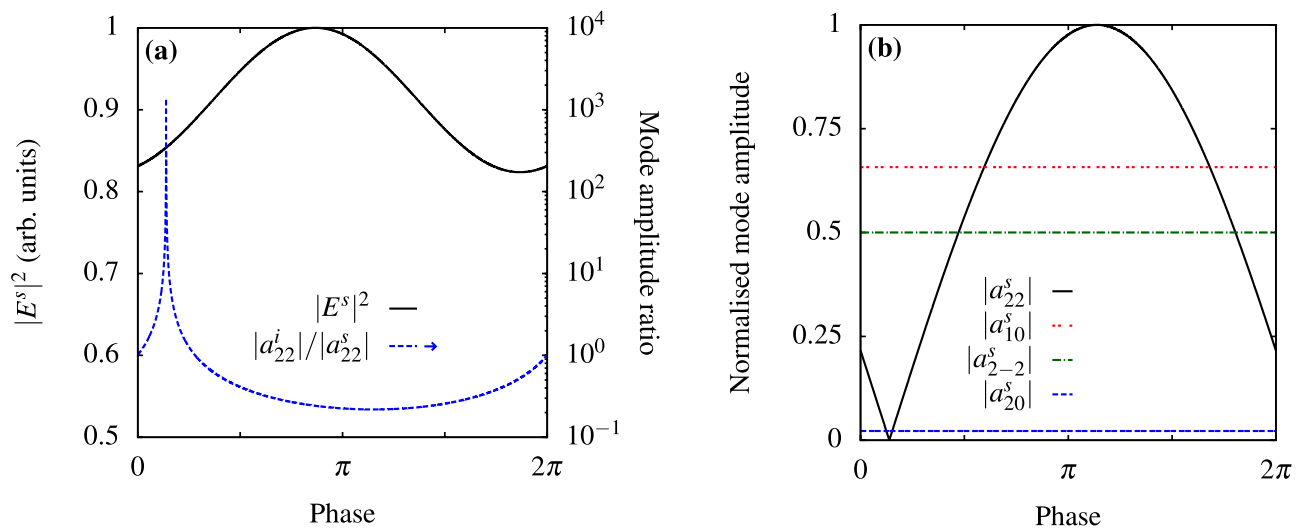 (a)
1
0.9
0.8
0.7
0.6
0.5
|E^s|^2 (arb. units)
10^4
10^3
10^2
10^1
10^0
10^−1
Mode amplitude ratio
|E^s|^2
|a^i_22|/|a^s_22|
0
π
2π
Phase
(b)
1
0.75
0.5
0.25
0
Normalised mode amplitude
|a^s_22|
|a^s_10|
|a^s_2−2|
|a^s_20|
0
π
2π
Phase